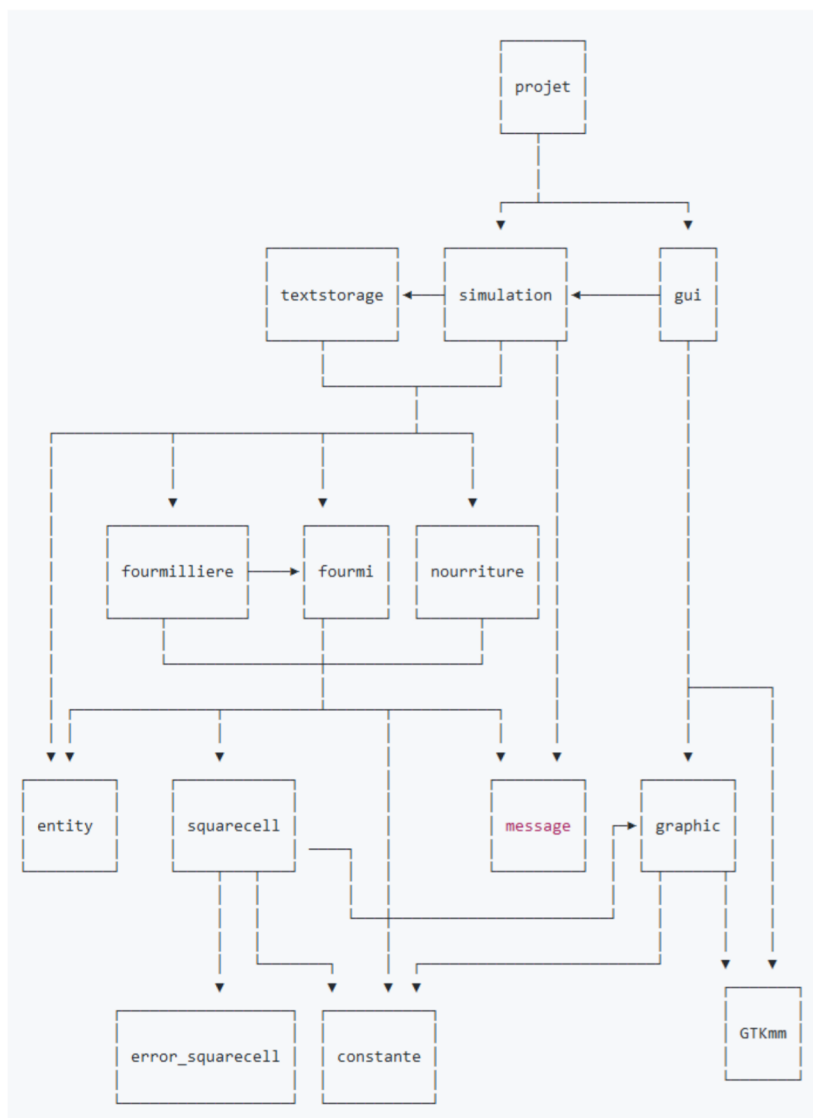 projet
textstorage
simulation
gui
fourmilliere
fourmi
nourriture
entity
squarecell
message
graphic
error_squarecell
constante
GTKmm